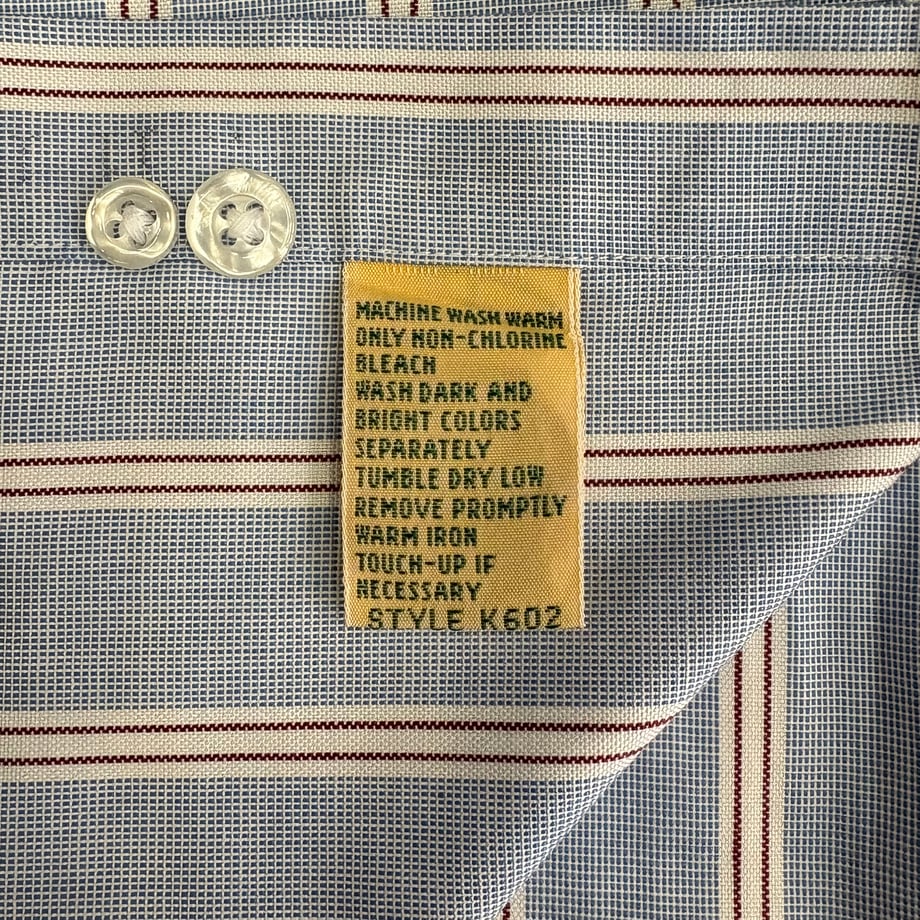 MACHINE WASH WARM
ONLY NON-CHLORINE
BLEACH
WASH DARK AND
BRIGHT COLORS
SEPARATELY
TUMBLE DRY LOW
REMOVE PROMPTLY
WARM IRON
TOUCH-UP IF
NECESSARY
STYLE K602